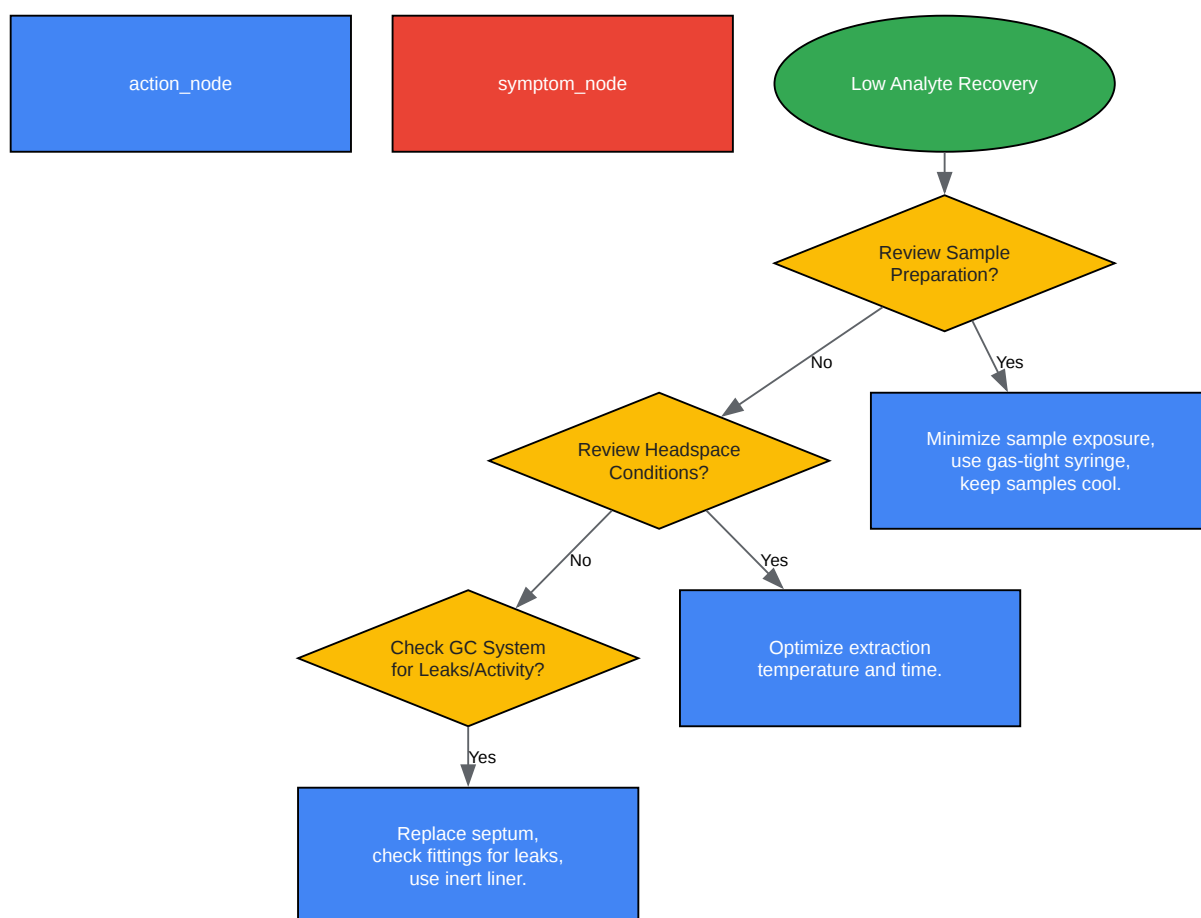 action_node
symptom_node
Low Analyte Recovery
Review Sample
Preparation?
No
Yes
Review Headspace
Conditions?
Minimize sample exposure,
use gas-tight syringe,
keep samples cool.
No
Yes
Check GC System
for Leaks/Activity?
Optimize extraction
temperature and time.
Yes
Replace septum,
check fittings for leaks,
use inert liner.